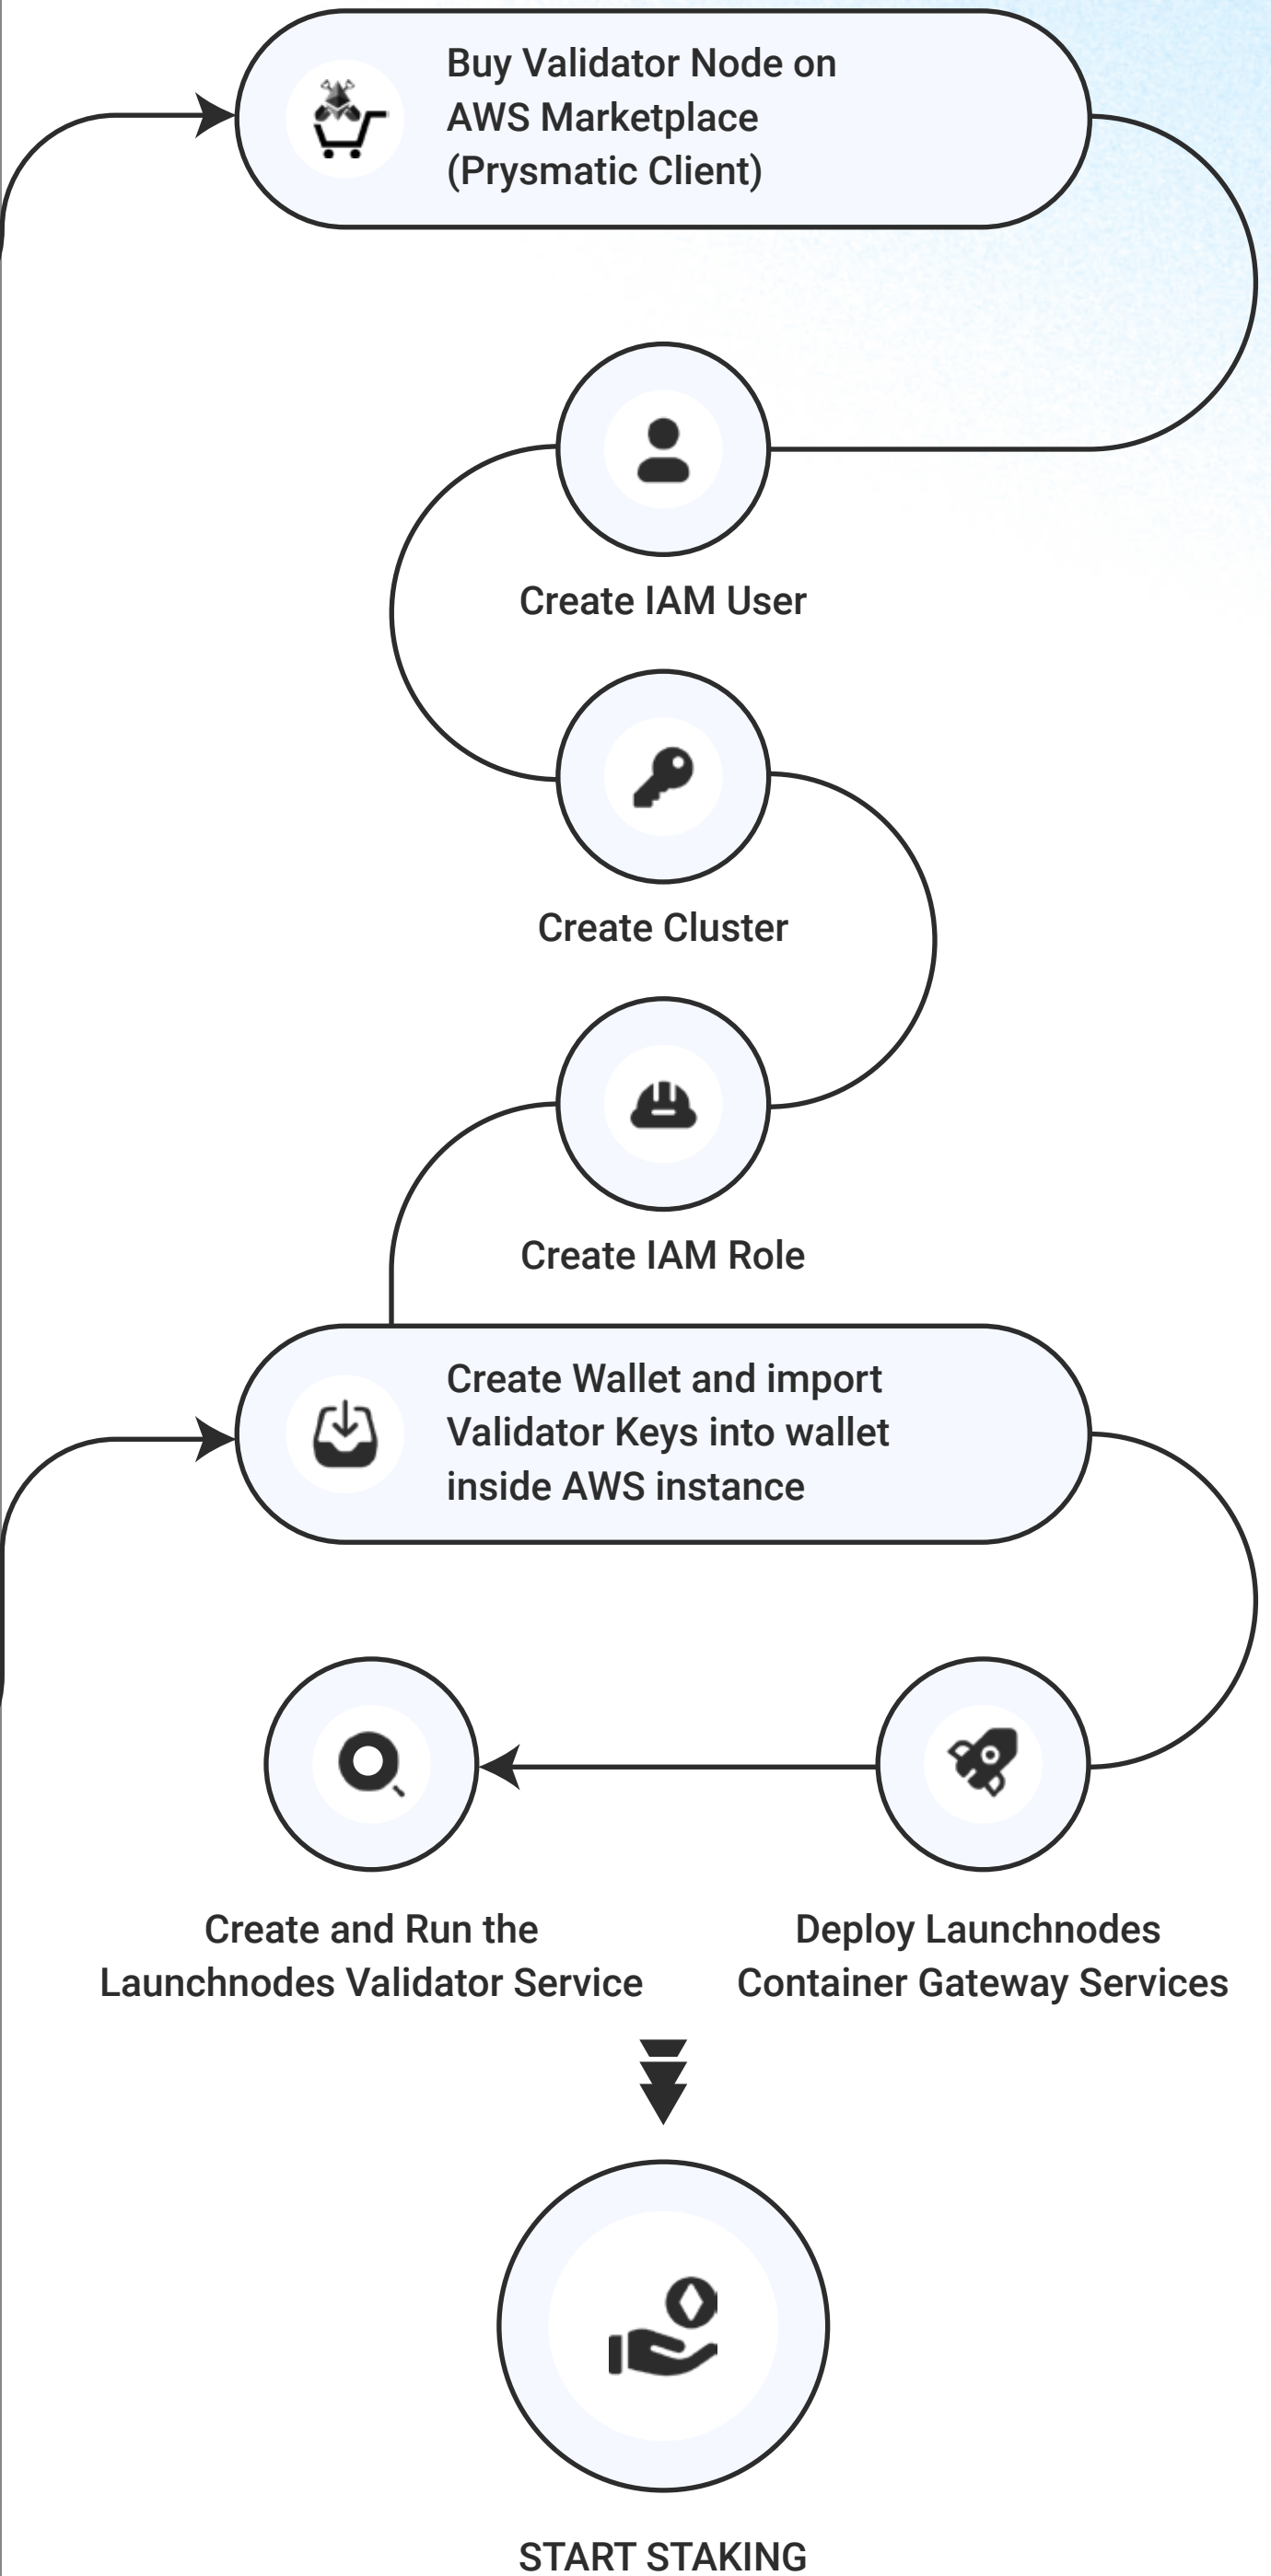 Buy Validator Node on
AWS Marketplace
(Prysmatic Client)
Create IAM User
Create Cluster
Create IAM Role
Create Wallet and import
Validator Keys into wallet
inside AWS instance
Create and Run the
Launchnodes Validator Service
Deploy Launchnodes
Container Gateway Services
START STAKING